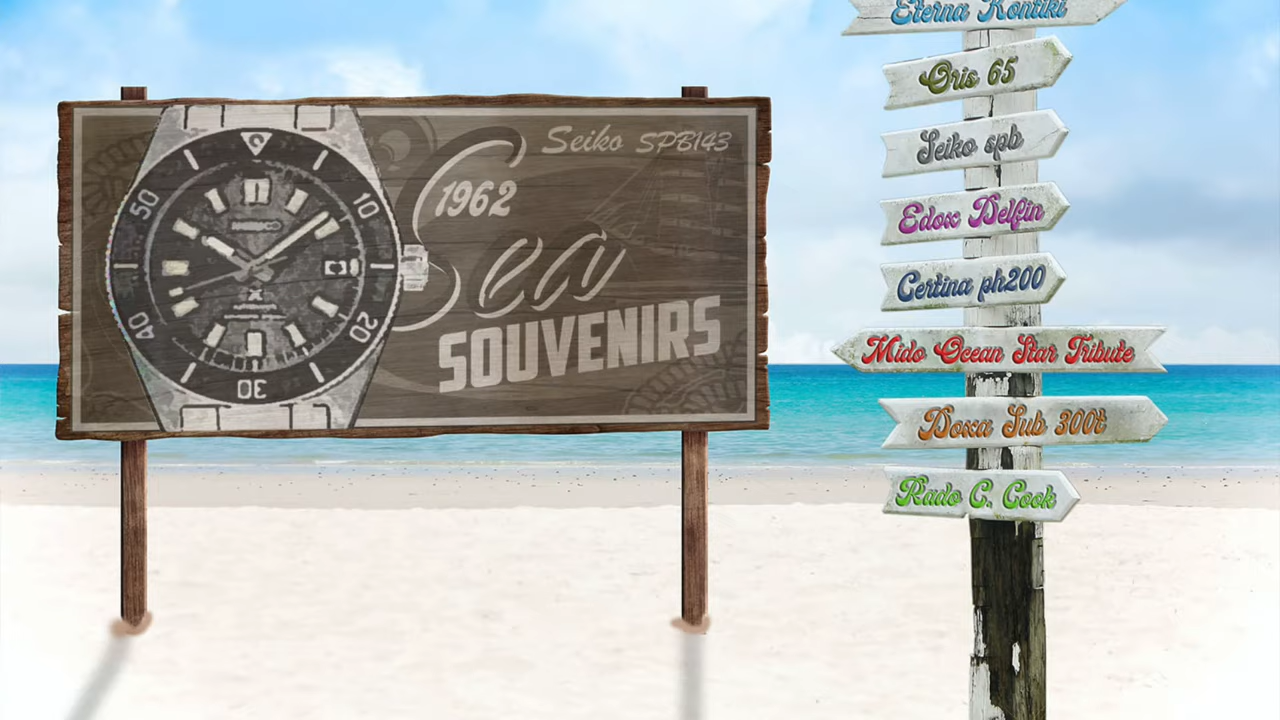 Seiko SPB143
1962
Sea
SOUVENIRS
50
10
40
20
30
Eterna Kontiki
Oris 65
Seiko spb
Edox Delfin
Certina ph200
Mido Ocean Star Tribute
Doxa Sub 300t
Rado C. Cook